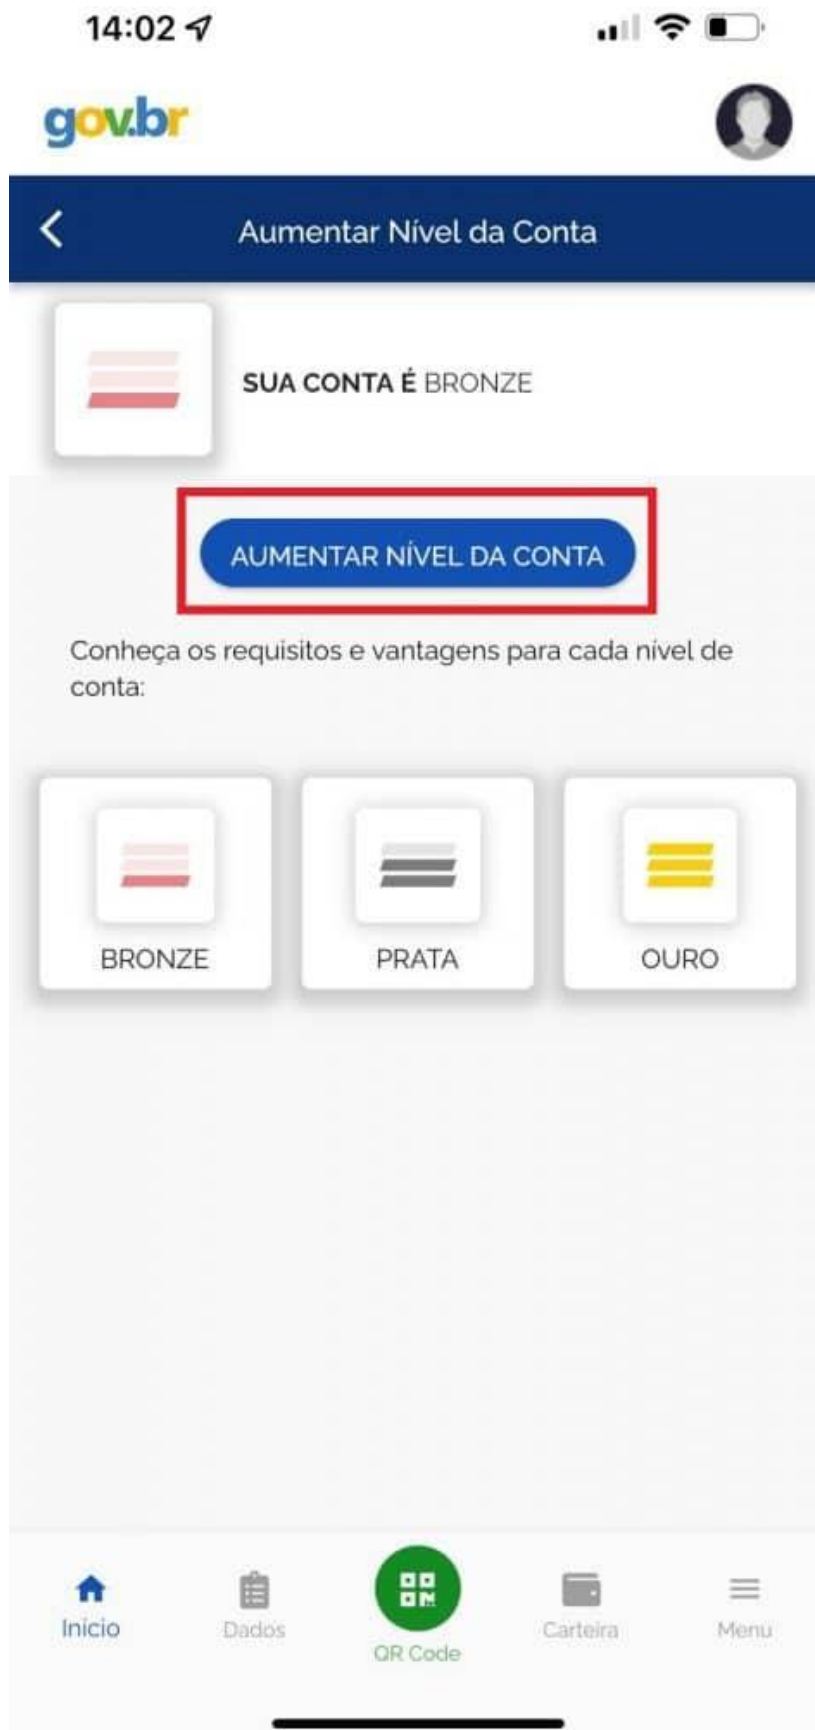 14:02
gov.br
Aumentar Nível da Conta
SUA CONTA É BRONZE
AUMENTAR NÍVEL DA CONTA
Conheça os requisitos e vantagens para cada nível de
conta:
BRONZE
PRATA
OURO
Início
Dados
QR Code
Carteira
Menu